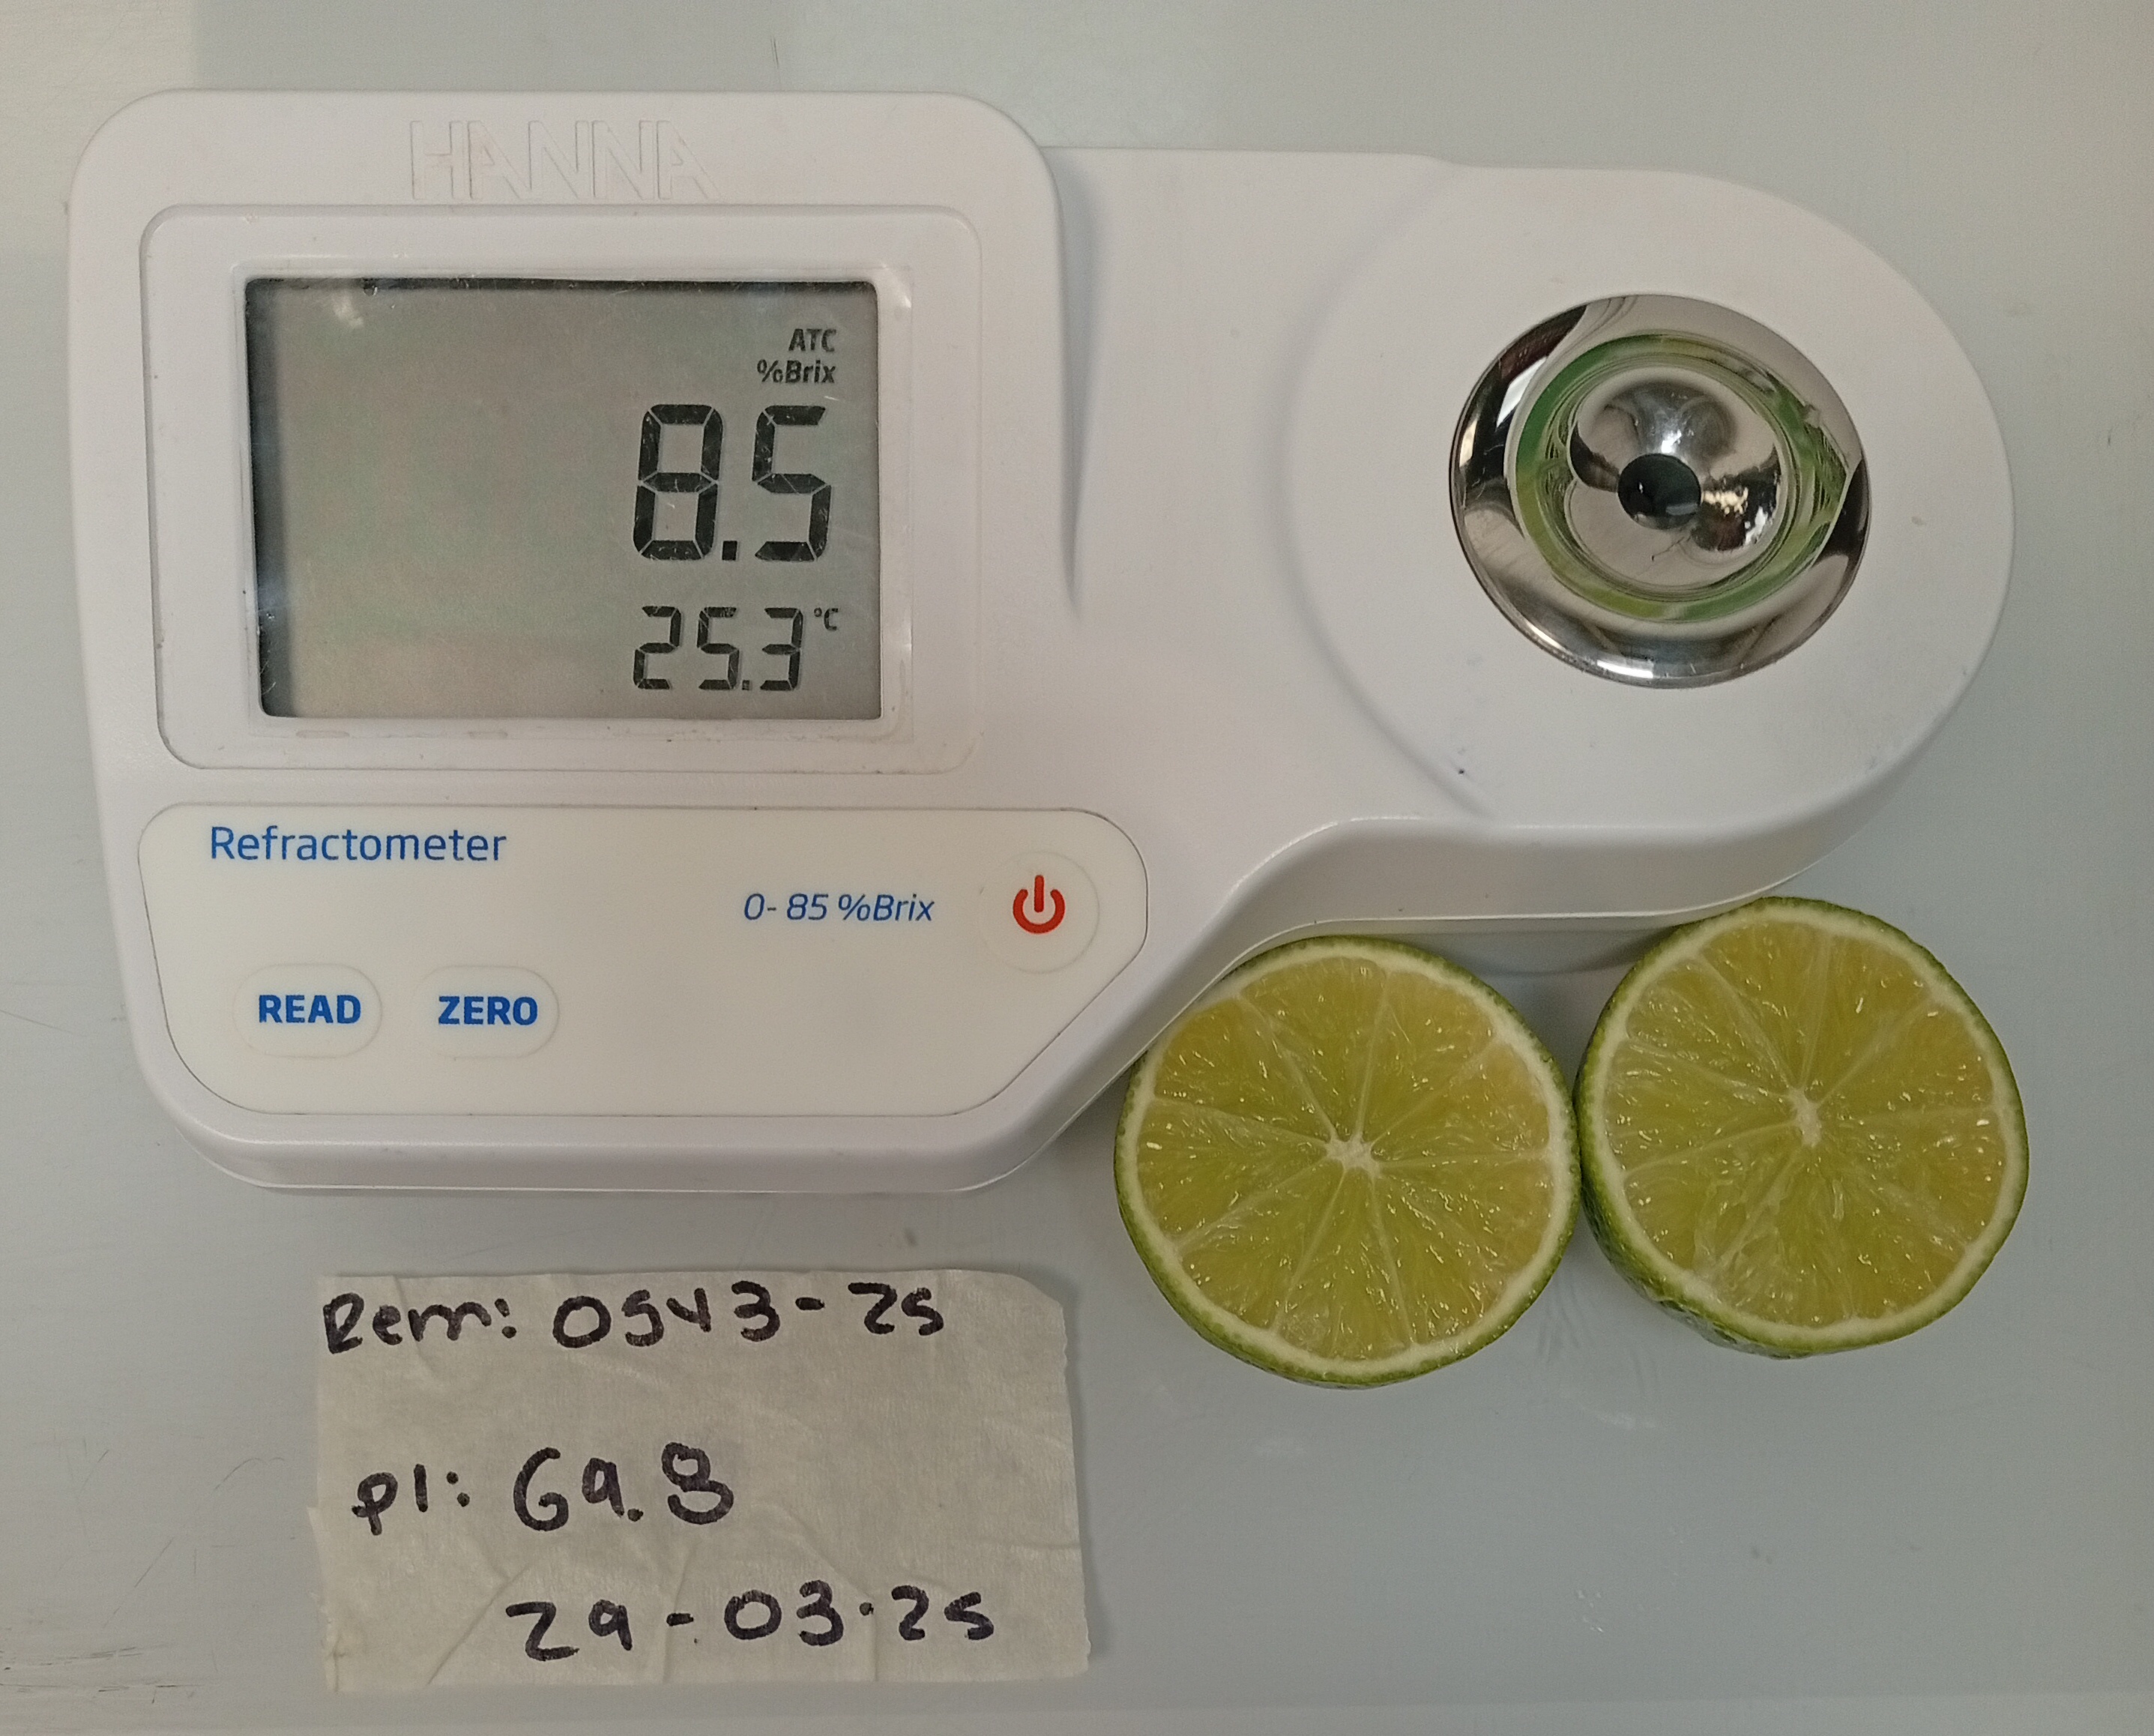 HANNA
ATC
%Brix
8.5
25.3 °C
Refractometer
0- 85 %Brix
READ ZERO
Rem: 0543-25
pl: 69.8
29-03-25